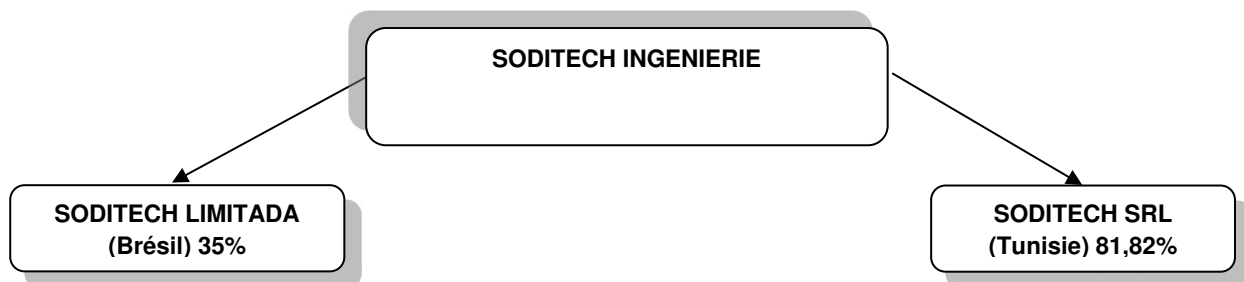 SODITECH INGENIERIE
SODITECH LIMITADA
(Brésil) 35%
SODITECH SRL
(Tunisie) 81,82%